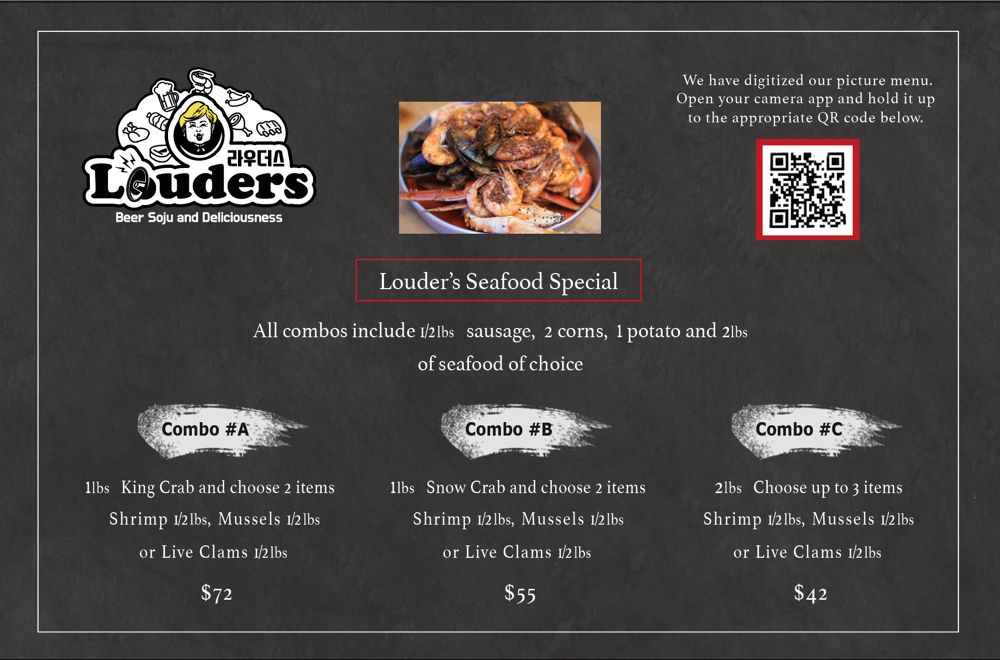 라우더스
Louders
Beer Soju and Deliciousness
We have digitized our picture menu.
Open your camera app and hold it up
to the appropriate QR code below.
Louder's Seafood Special
All combos include 1/2lbs sausage, 2 corns, 1 potato and 2lbs
of seafood of choice
Combo #A
1lbs King Crab and choose 2 items
Shrimp 1/2lbs, Mussels 1/2lbs
or Live Clams 1/2lbs
$72
Combo #B
1lbs Snow Crab and choose 2 items
Shrimp 1/2lbs, Mussels 1/2lbs
or Live Clams 1/2lbs
$55
Combo #C
2lbs Choose up to 3 items
Shrimp 1/2lbs, Mussels 1/2lbs
or Live Clams 1/2lbs
$42